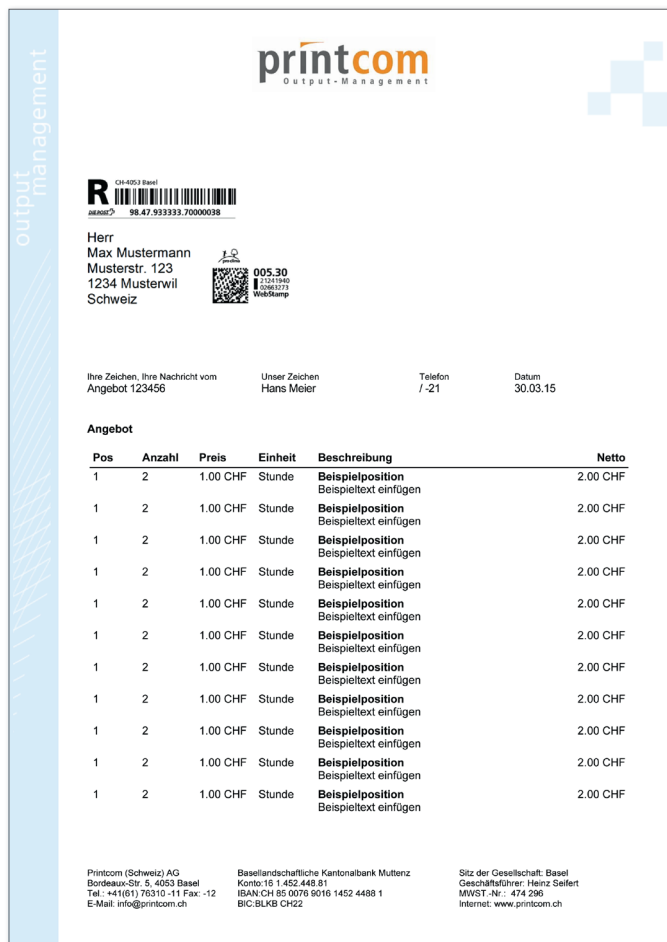 printcom
Output-Management
output
management
CH-4053 Basel
R
DIE POST
98.47.933333.70000038
Herr
Max Mustermann
Musterstr. 123
1234 Musterwil
Schweiz
pro clima
005.30
21241940
02663273
WebStamp
Ihre Zeichen, Ihre Nachricht vom Unser Zeichen Telefon Datum
Angebot 123456 Hans Meier / -21 30.03.15
Angebot
Pos Anzahl Preis Einheit Beschreibung Netto
1 2 1.00 CHF Stunde Beispielposition 2.00 CHF
Beispieltext einfügen
1 2 1.00 CHF Stunde Beispielposition 2.00 CHF
Beispieltext einfügen
1 2 1.00 CHF Stunde Beispielposition 2.00 CHF
Beispieltext einfügen
1 2 1.00 CHF Stunde Beispielposition 2.00 CHF
Beispieltext einfügen
1 2 1.00 CHF Stunde Beispielposition 2.00 CHF
Beispieltext einfügen
1 2 1.00 CHF Stunde Beispielposition 2.00 CHF
Beispieltext einfügen
1 2 1.00 CHF Stunde Beispielposition 2.00 CHF
Beispieltext einfügen
1 2 1.00 CHF Stunde Beispielposition 2.00 CHF
Beispieltext einfügen
1 2 1.00 CHF Stunde Beispielposition 2.00 CHF
Beispieltext einfügen
1 2 1.00 CHF Stunde Beispielposition 2.00 CHF
Beispieltext einfügen
1 2 1.00 CHF Stunde Beispielposition 2.00 CHF
Beispieltext einfügen
Printcom (Schweiz) AG Basellandschaftliche Kantonalbank Muttenz Sitz der Gesellschaft: Basel
Bordeaux-Str. 5, 4053 Basel Konto:16 1.452.448.81 Geschäftsführer: Heinz Seifert
Tel.: +41(61) 76310 -11 Fax: -12 IBAN:CH 85 0076 9016 1452 4488 1 MWST.-Nr.: 474 296
E-Mail: info@printcom.ch BIC:BLKB CH22 Internet: www.printcom.ch